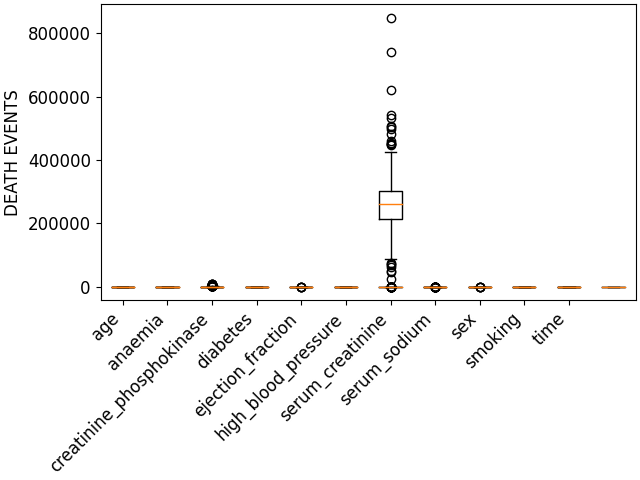 DEATH EVENTS
800000
600000
400000
200000
0
age
anaemia
creatinine_phosphokinase
diabetes
ejection_fraction
high_blood_pressure
serum_creatinine
serum_sodium
sex
smoking
time